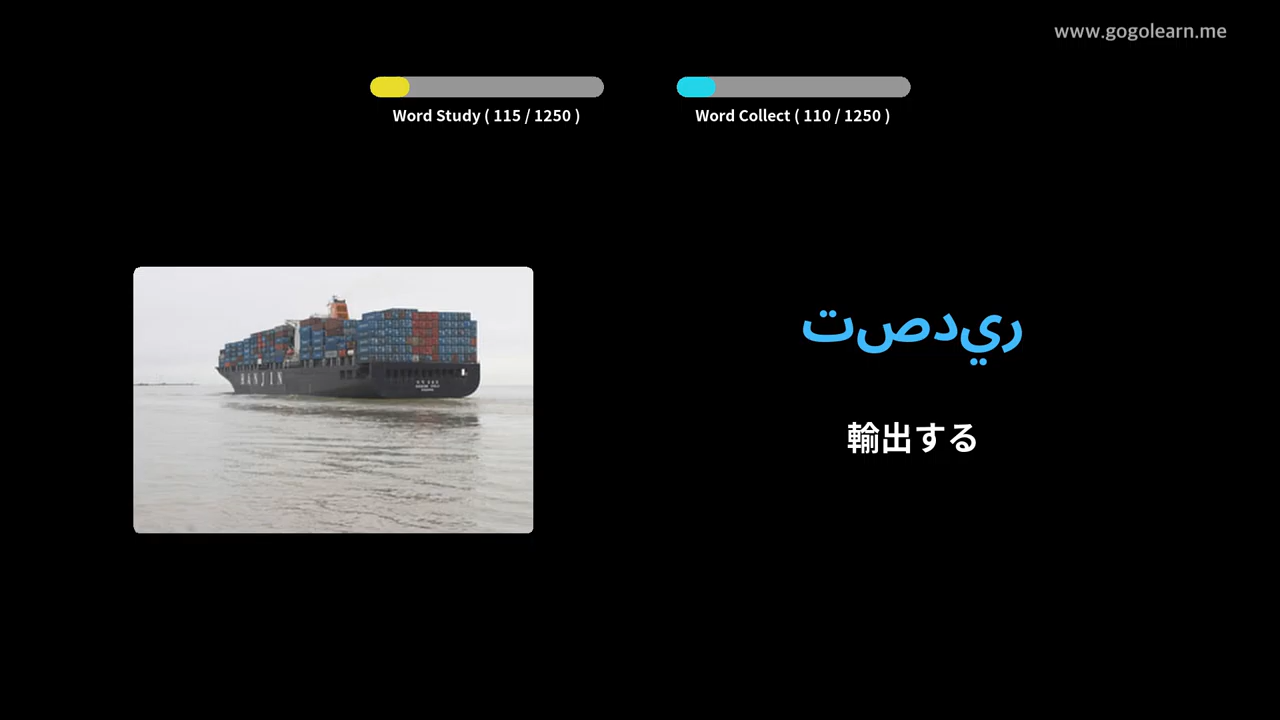 www.gogolearn.me
Word Study ( 115 / 1250 )
Word Collect ( 110 / 1250 )
HANJIN
تصدير
輸出する